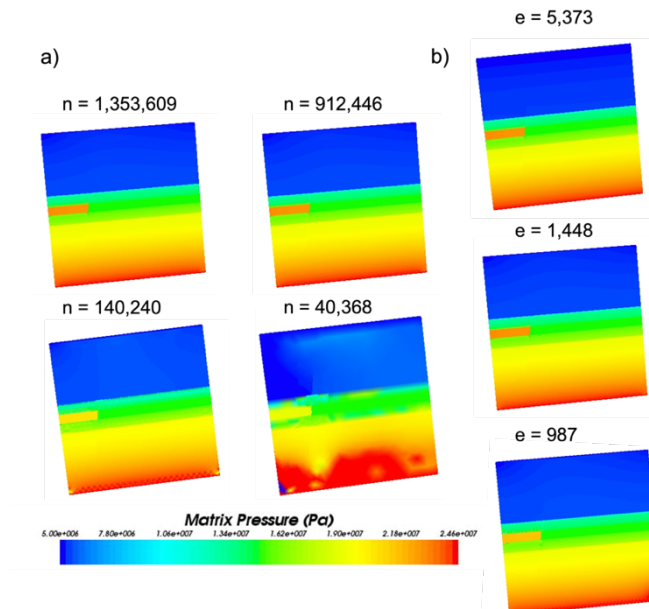 e = 5,373
a)
b)
n = 1,353,609
n = 912,446
e = 1,448
n = 140,240
n = 40,368
e = 987
Matrix Pressure (Pa)
5.00e+006 7.80e+006 1.06e+007 1.34e+007 1.62e+007 1.90e+007 2.18e+007 2.46e+007